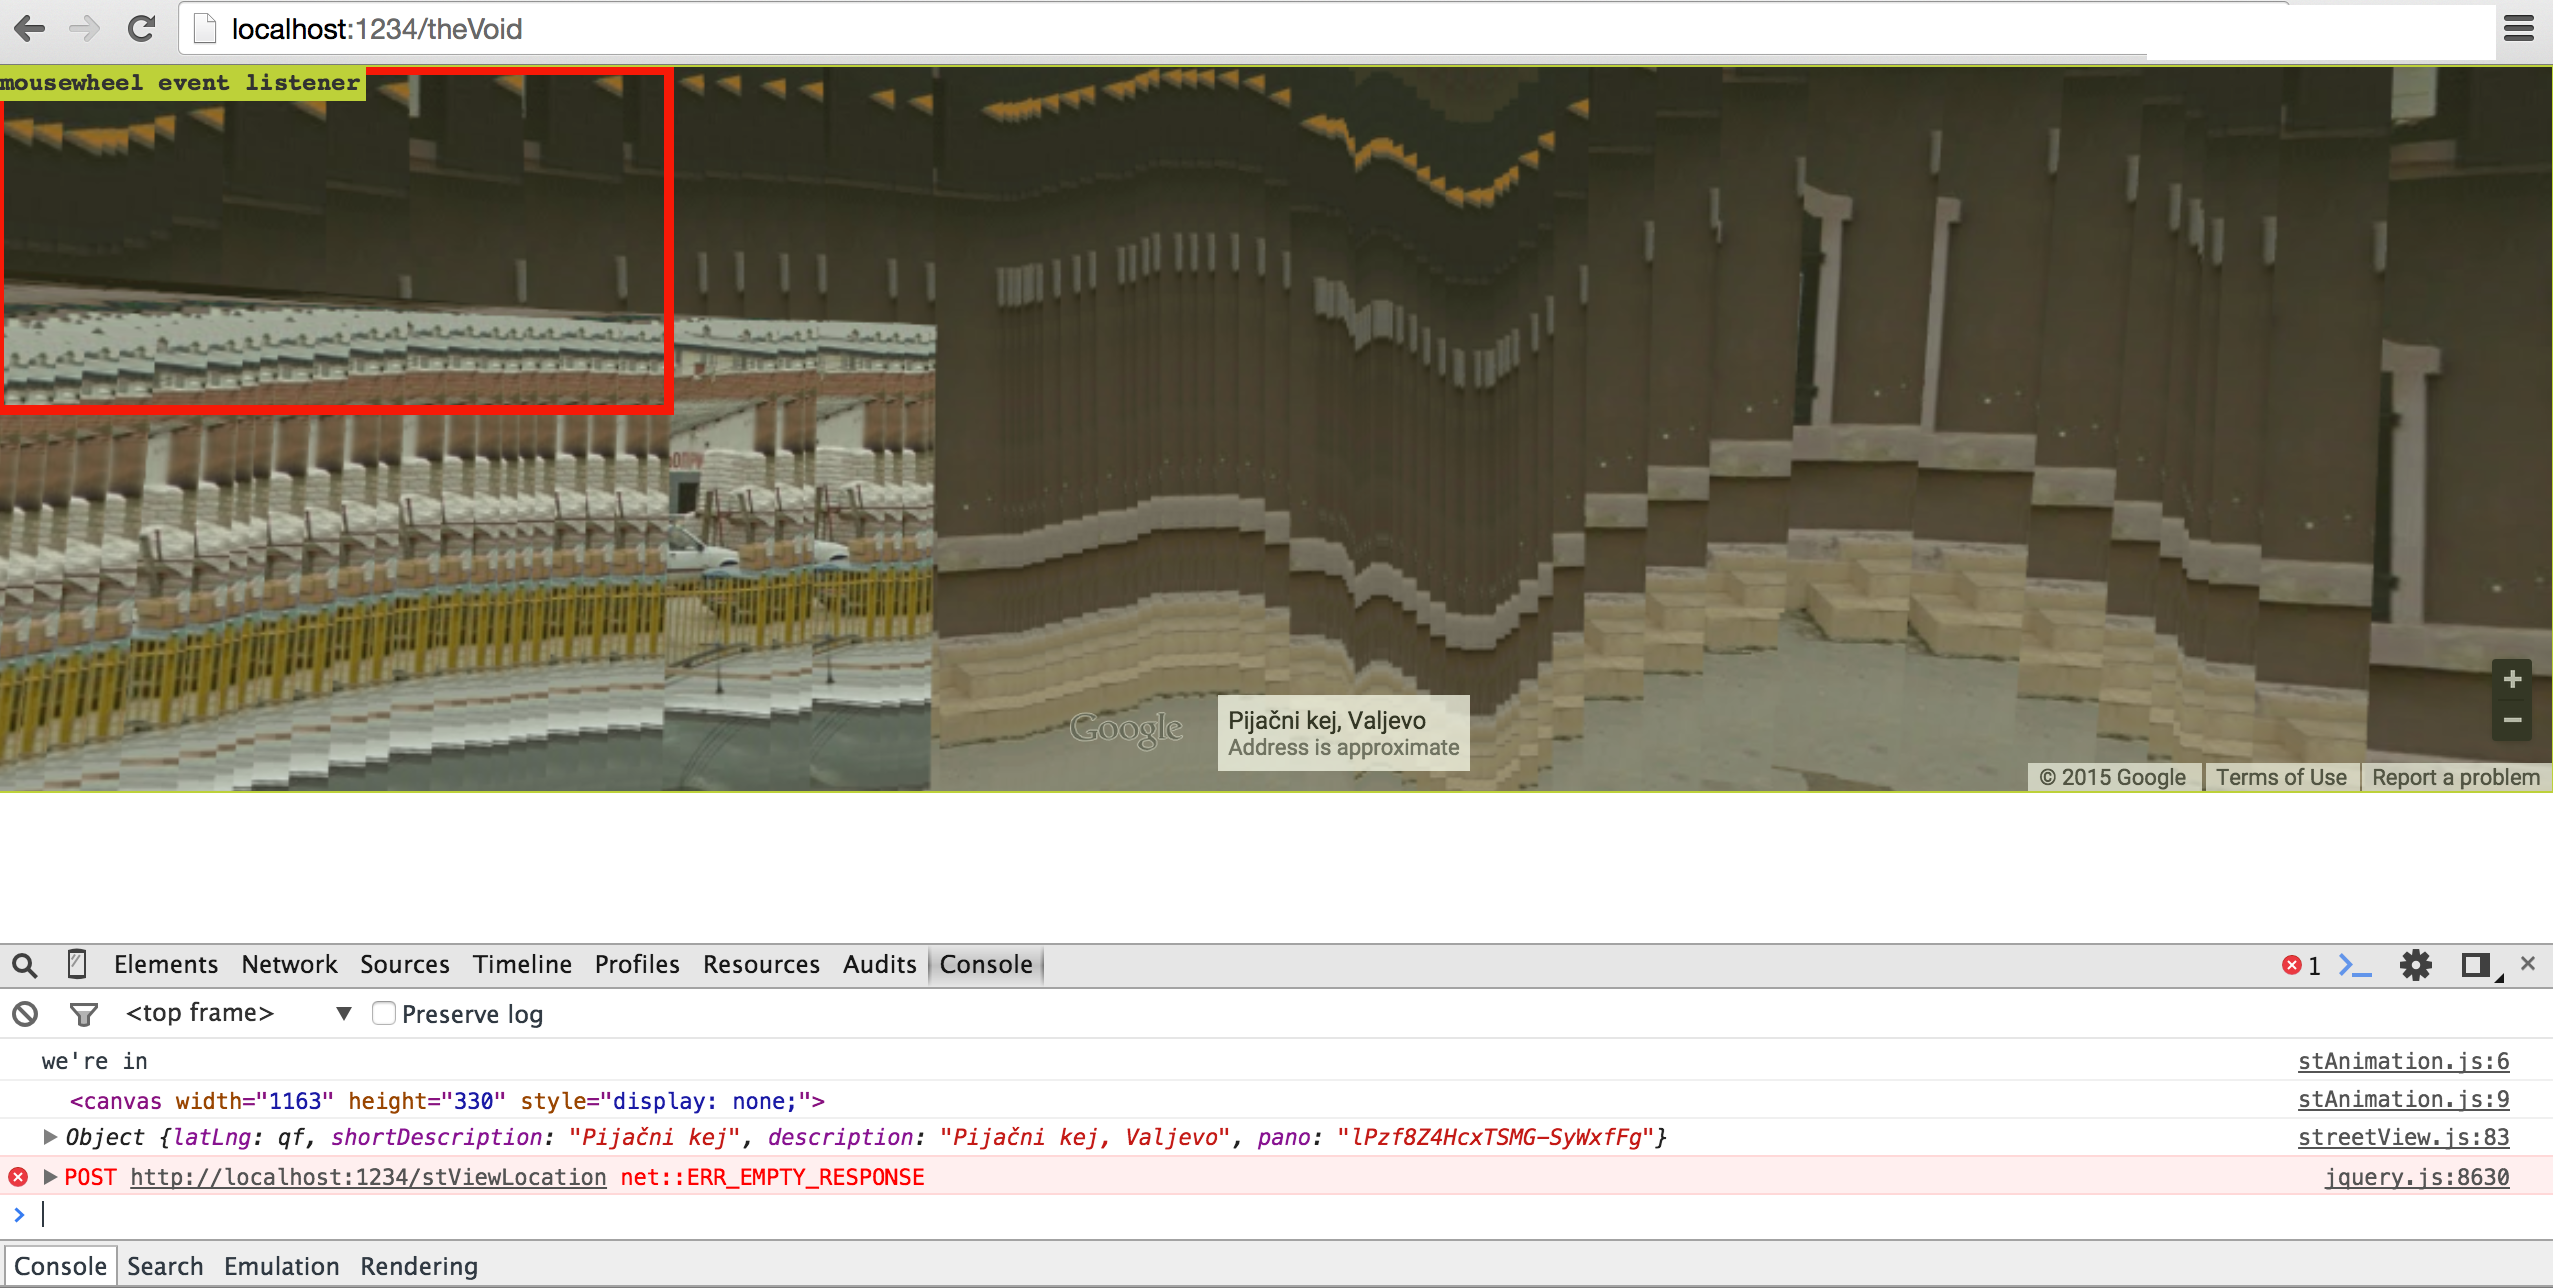 localhost:1234/theVoid
mousewheel event listener
Google
Pijačni kej, Valjevo
Address is approximate
+
−
© 2015 Google Terms of Use Report a problem
Elements Network Sources Timeline Profiles Resources Audits Console 1
<top frame> Preserve log
we're in stAnimation.js:6
<canvas width="1163" height="330" style="display: none;"> stAnimation.js:9
Object {latLng: qf, shortDescription: "Pijačni kej", description: "Pijačni kej, Valjevo", pano: "lPzf8Z4HcxTSMG-SyWxfFg"} streetView.js:83
POST http://localhost:1234/stViewLocation net::ERR_EMPTY_RESPONSE jquery.js:8630
Console Search Emulation Rendering